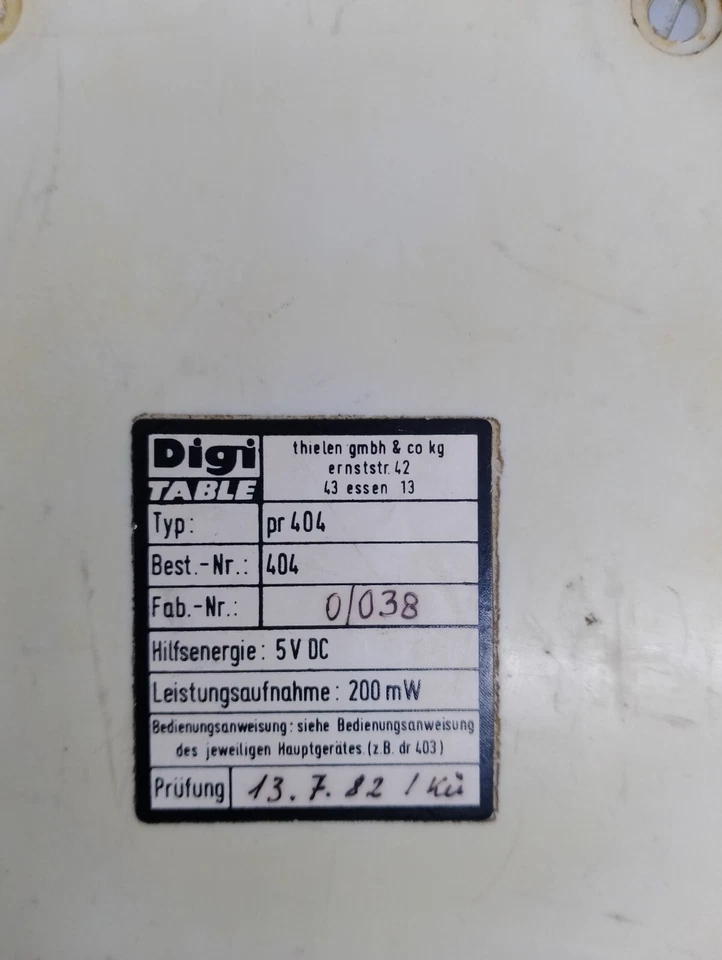 Digi
TABLE
thielen gmbh & co kg
ernststr. 42
43 essen 13
Typ: pr 404
Best.-Nr.: 404
Fab.-Nr.: 0/038
Hilfsenergie: 5 V DC
Leistungsaufnahme: 200 mW
Bedienungsanweisung: siehe Bedienungsanweisung
des jeweiligen Hauptgerätes (z.B. dr 403)
Prüfung 13.7.82 / Kü